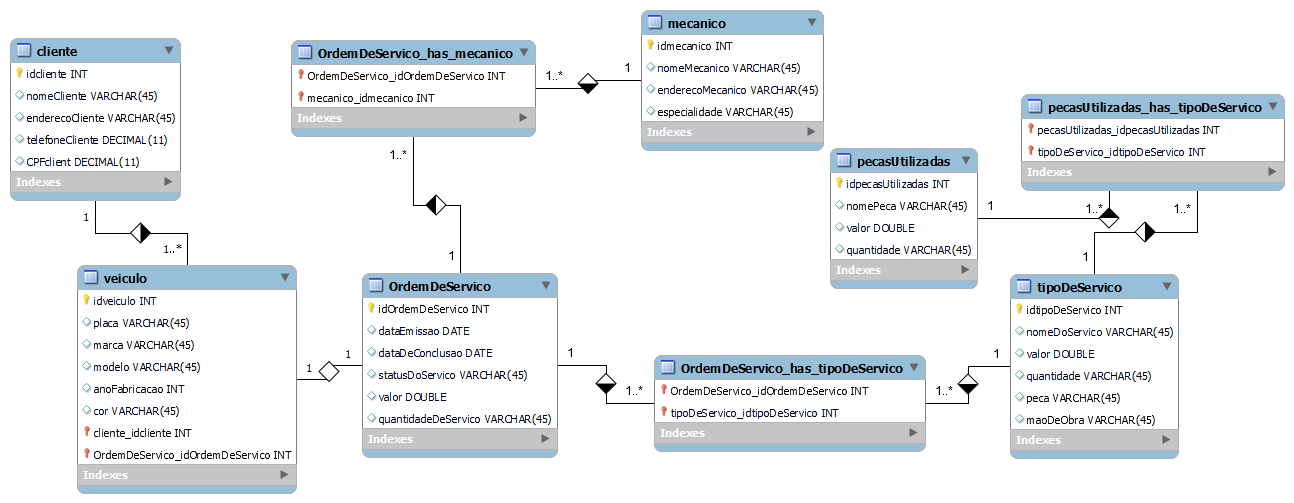 cliente
idcliente INT
nomeCliente VARCHAR(45)
enderecoCliente VARCHAR(45)
telefoneCliente DECIMAL(11)
CPFclient DECIMAL(11)
Indexes
1
1..*
veiculo
idveiculo INT
placa VARCHAR(45)
marca VARCHAR(45)
modelo VARCHAR(45)
anoFabricacao INT
cor VARCHAR(45)
cliente_idcliente INT
OrdemDeServico_idOrdemDeServico INT
Indexes
1
1
OrdemDeServico_has_mecanico
OrdemDeServico_idOrdemDeServico INT
mecanico_idmecanico INT
Indexes
1..*
1
1..*
1
mecanico
idmecanico INT
nomeMecanico VARCHAR(45)
enderecoMecanico VARCHAR(45)
especialidade VARCHAR(45)
Indexes
OrdemDeServico
idOrdemDeServico INT
dataEmissao DATE
dataDeConclusao DATE
statusDoServico VARCHAR(45)
valor DOUBLE
quantidadeDeServico VARCHAR(45)
Indexes
1
1..*
OrdemDeServico_has_tipoDeServico
OrdemDeServico_idOrdemDeServico INT
tipoDeServico_idtipoDeServico INT
Indexes
1..*
1
pecasUtilizadas
idpecasUtilizadas INT
nomePeca VARCHAR(45)
valor DOUBLE
quantidade VARCHAR(45)
Indexes
1
1..*
pecasUtilizadas_has_tipoDeServico
pecasUtilizadas_idpecasUtilizadas INT
tipoDeServico_idtipoDeServico INT
Indexes
1..*
1
tipoDeServico
idtipoDeServico INT
nomeDoServico VARCHAR(45)
valor DOUBLE
quantidade VARCHAR(45)
peca VARCHAR(45)
maoDeObra VARCHAR(45)
Indexes